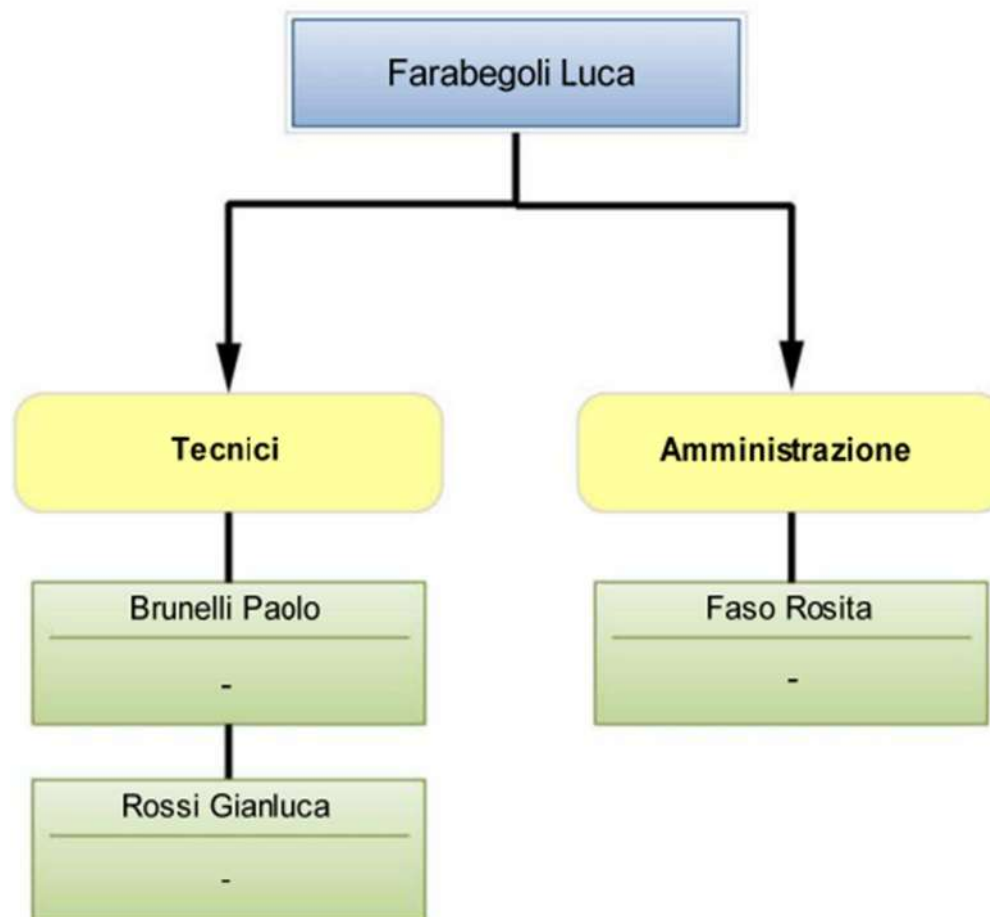 Farabegoli Luca
Tecnici
Amministrazione
Brunelli Paolo
-
Faso Rosita
-
Rossi Gianluca
-